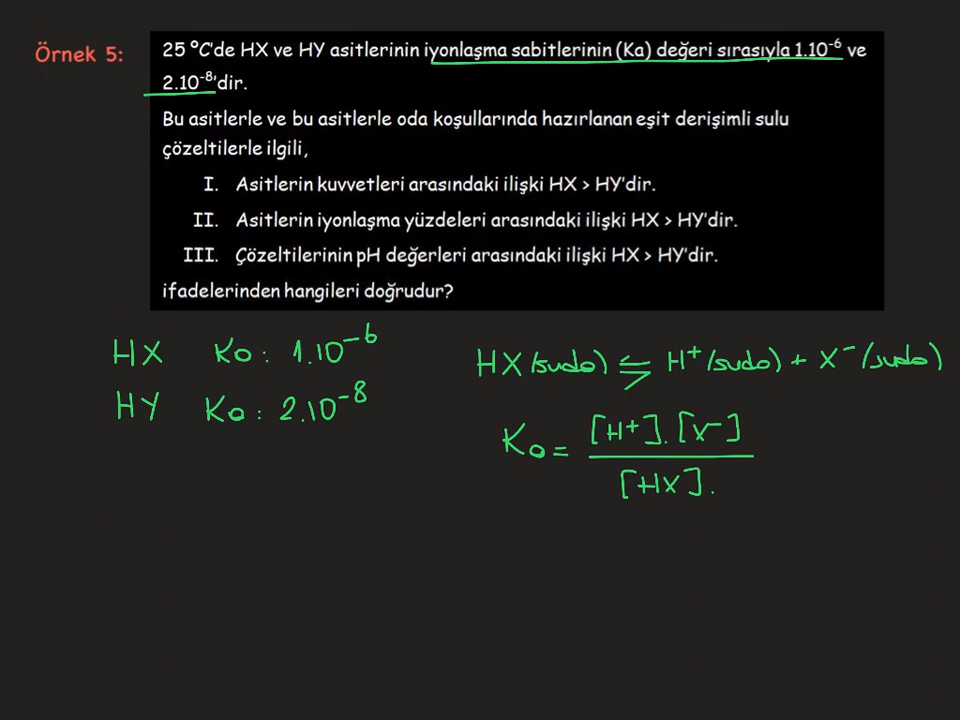 Örnek 5:
25 ºC'de HX ve HY asitlerinin iyonlaşma sabitlerinin (Ka) değeri sırasıyla 1.10⁻⁶ ve
2.10⁻⁸'dir.
Bu asitlerle ve bu asitlerle oda koşullarında hazırlanan eşit derişimli sulu
çözeltilerle ilgili,
I. Asitlerin kuvvetleri arasındaki ilişki HX > HY'dir.
II. Asitlerin iyonlaşma yüzdeleri arasındaki ilişki HX > HY'dir.
III. Çözeltilerinin pH değerleri arasındaki ilişki HX > HY'dir.
ifadelerinden hangileri doğrudur?
HX Ka: 1.10⁻⁶
HY Ka: 2.10⁻⁸
HX(suda) ⇌ H⁺(suda) + X⁻(suda)
Ka = [H⁺].[X⁻]
[HX].